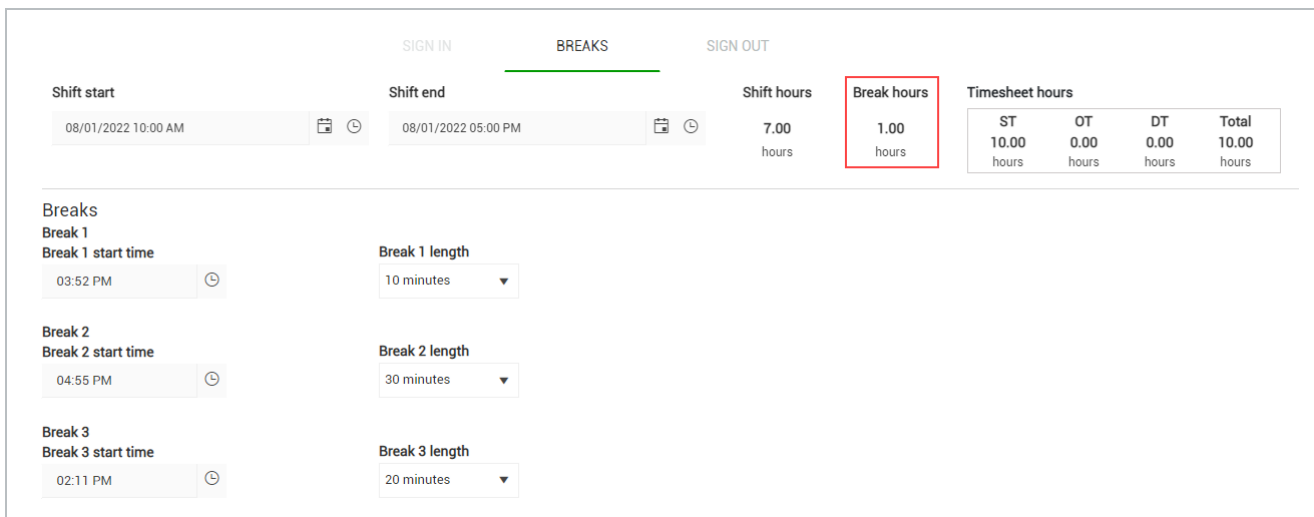 SIGN IN BREAKS SIGN OUT
Shift start Shift end Shift hours Break hours Timesheet hours
08/01/2022 10:00 AM 08/01/2022 05:00 PM 7.00 1.00 ST OT DT Total
hours hours 10.00 0.00 0.00 10.00
hours hours hours hours
Breaks
Break 1
Break 1 start time Break 1 length
03:52 PM 10 minutes
Break 2
Break 2 start time Break 2 length
04:55 PM 30 minutes
Break 3
Break 3 start time Break 3 length
02:11 PM 20 minutes